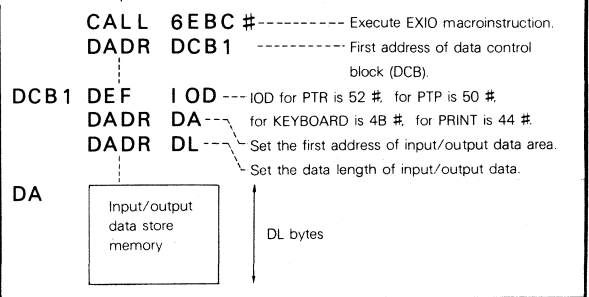 CALL 6EBC # ----------- Execute EXIO macroinstruction.
DADR DCB1 ----------- First address of data control
block (DCB).
DCB1 DEF IOD --- IOD for PTR is 52 #, for PTP is 50 #,
DADR DA --- for KEYBOARD is 4B #, for PRINT is 44 #.
Set the first address of input/output data area.
DADR DL --- Set the data length of input/output data.
DA
Input/output
data store
memory
DL bytes